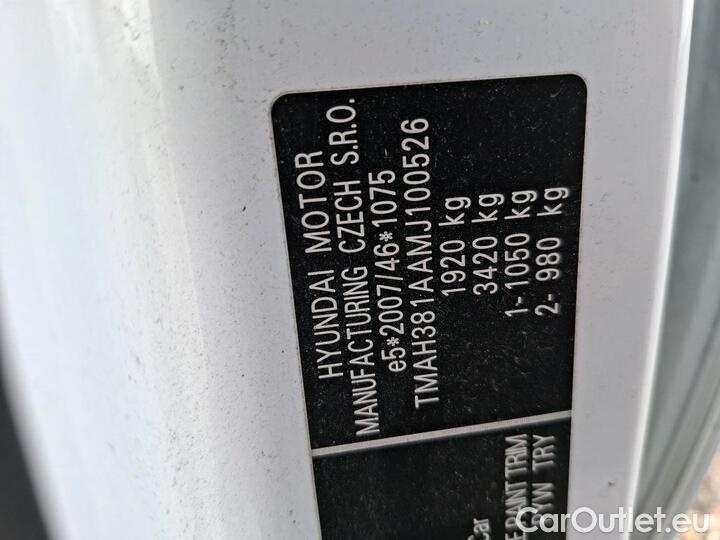 HYUNDAI MOTOR
MANUFACTURING CZECH S.R.O.
e5*2007/46*1075
TMAH381AAMJ100526
1920 kg
3420 kg
1- 1050 kg
2- 980 kg
Car
PAINT TRIM
TRY
CarOutlet.eu